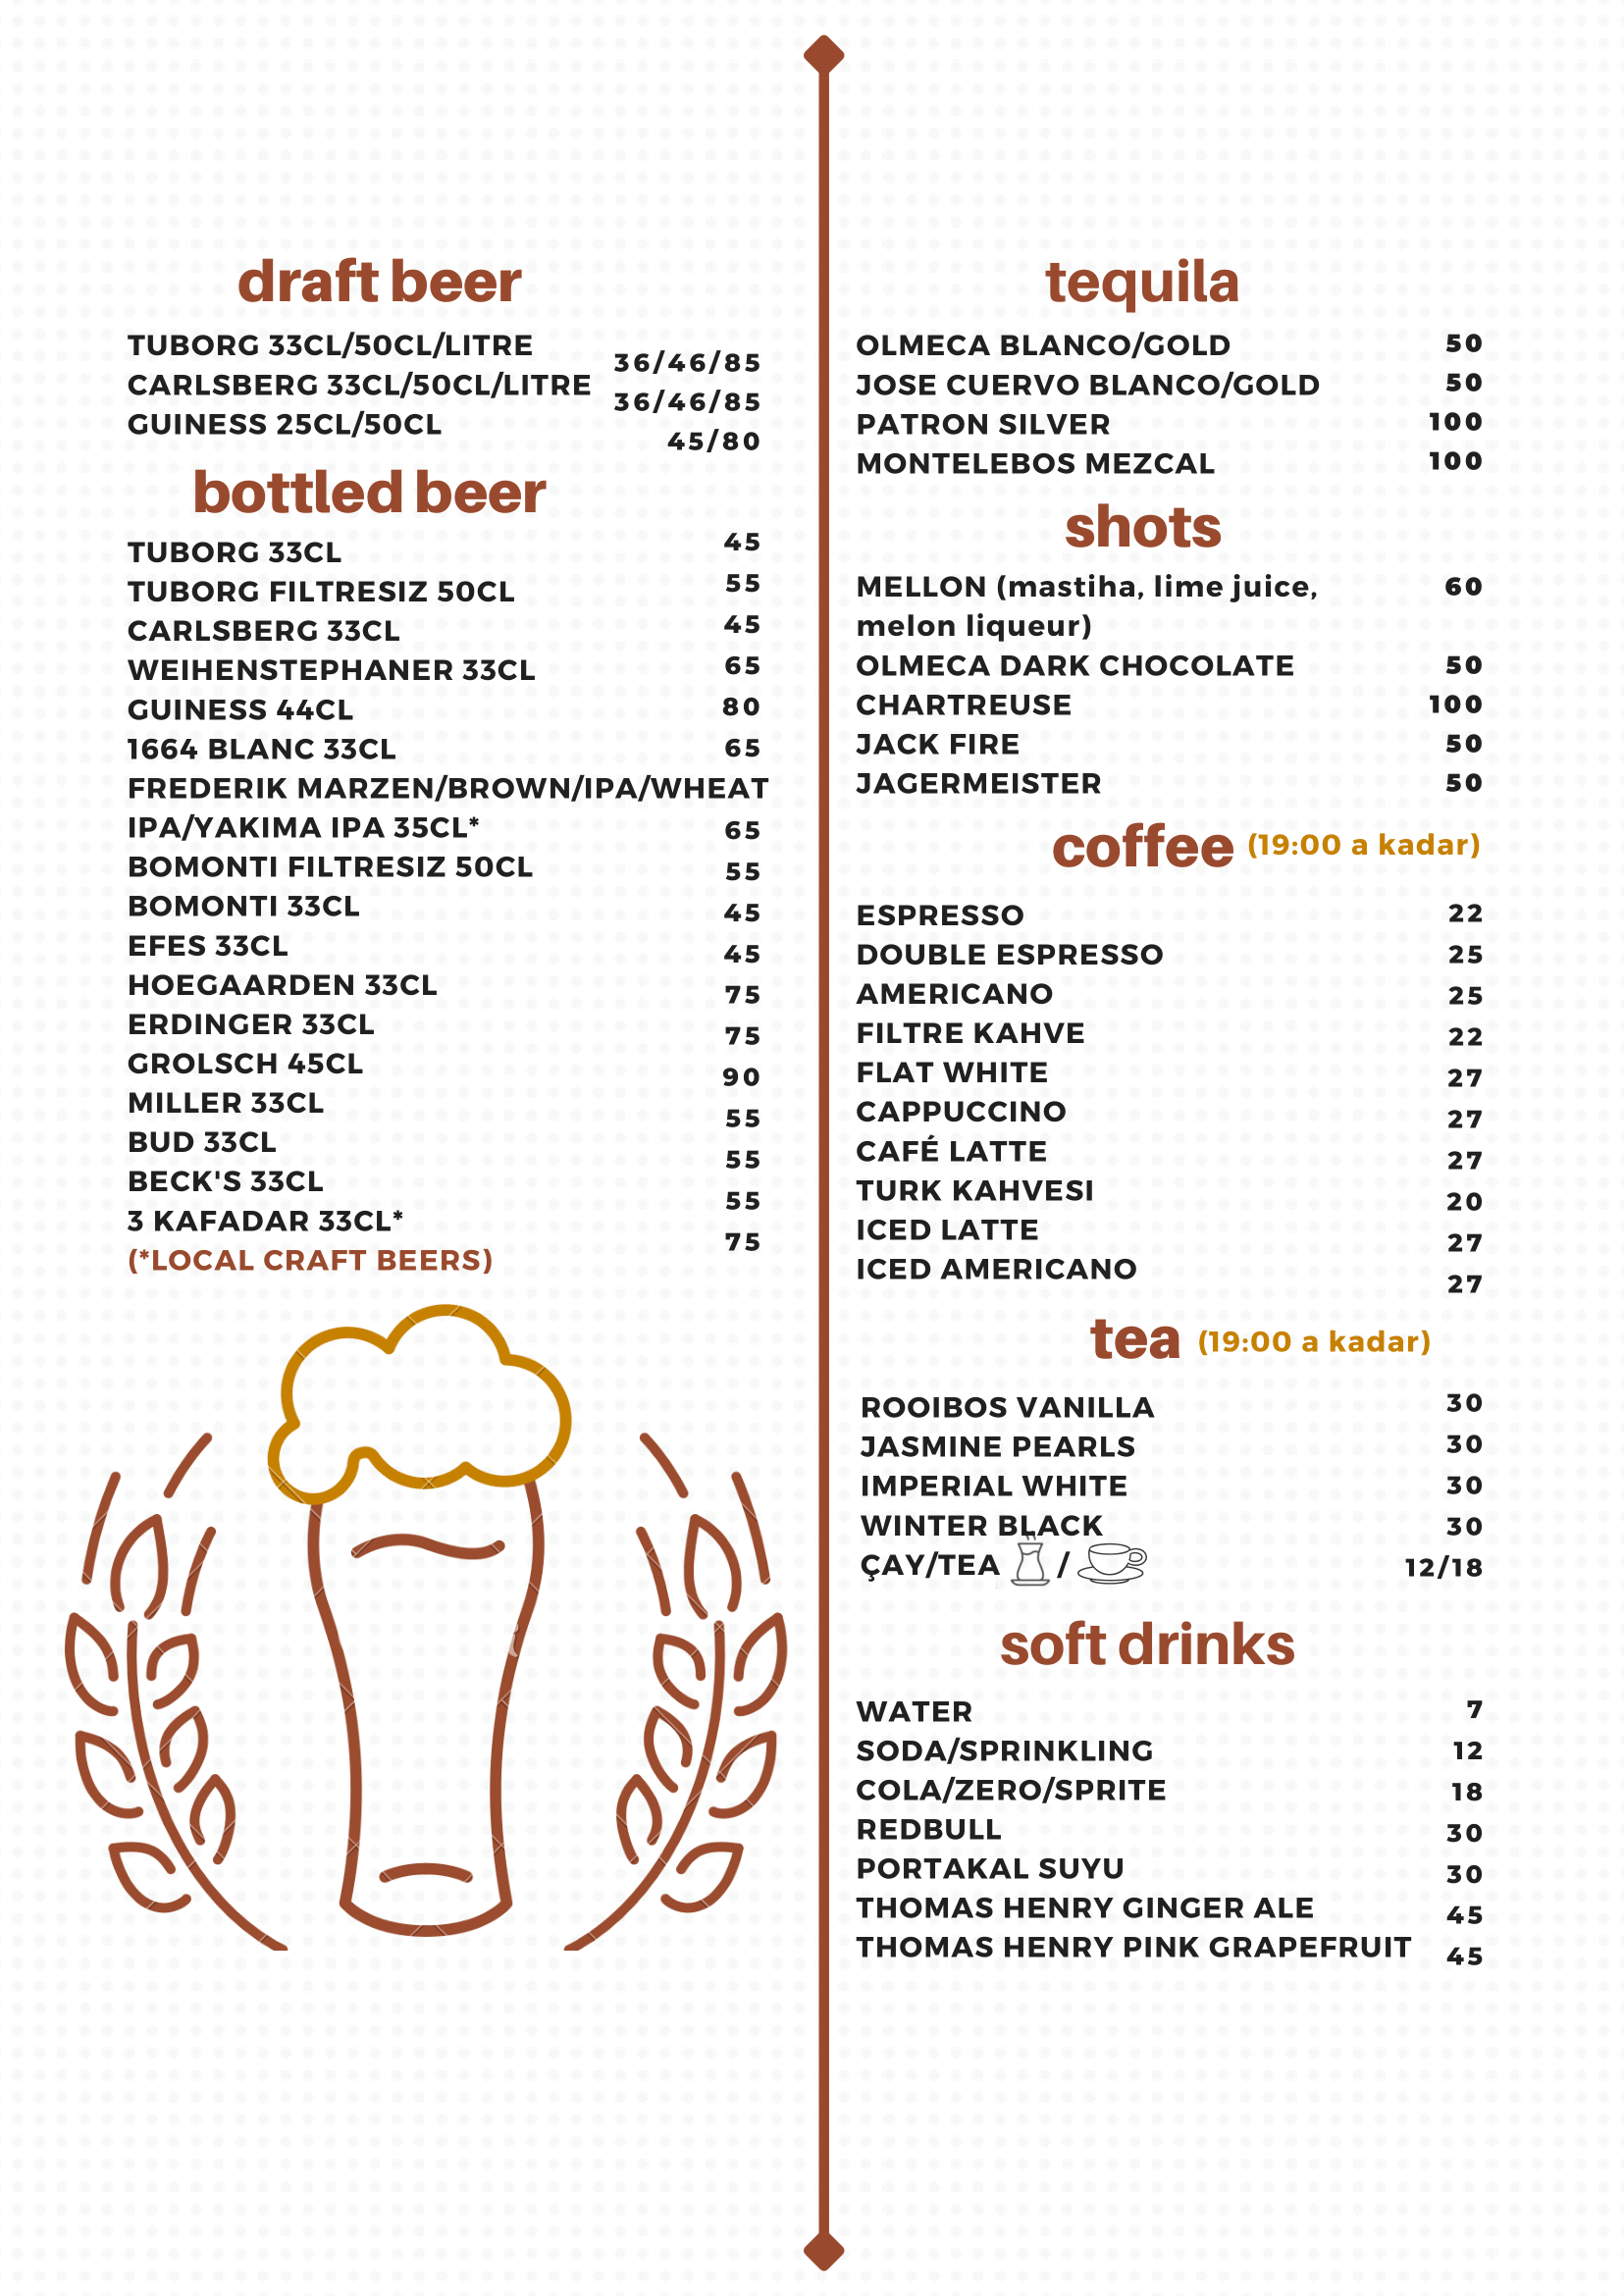 draft beer
TUBORG 33CL/50CL/LITRE 36/46/85
CARLSBERG 33CL/50CL/LITRE 36/46/85
GUINESS 25CL/50CL 45/80
bottled beer
TUBORG 33CL 45
TUBORG FILTRESIZ 50CL 55
CARLSBERG 33CL 45
WEIHENSTEPHANER 33CL 65
GUINESS 44CL 80
1664 BLANC 33CL 65
FREDERIK MARZEN/BROWN/IPA/WHEAT
IPA/YAKIMA IPA 35CL* 65
BOMONTI FILTRESIZ 50CL 55
BOMONTI 33CL 45
EFES 33CL 45
HOEGAARDEN 33CL 75
ERDINGER 33CL 75
GROLSCH 45CL 90
MILLER 33CL 55
BUD 33CL 55
BECK'S 33CL 55
3 KAFADAR 33CL* 75
(*LOCAL CRAFT BEERS)
tequila
OLMECA BLANCO/GOLD 50
JOSE CUERVO BLANCO/GOLD 50
PATRON SILVER 100
MONTELEBOS MEZCAL 100
shots
MELLON (mastiha, lime juice, 60
melon liqueur)
OLMECA DARK CHOCOLATE 50
CHARTREUSE 100
JACK FIRE 50
JAGERMEISTER 50
coffee (19:00 a kadar)
ESPRESSO 22
DOUBLE ESPRESSO 25
AMERICANO 25
FILTRE KAHVE 22
FLAT WHITE 27
CAPPUCCINO 27
CAFÉ LATTE 27
TURK KAHVESI 20
ICED LATTE 27
ICED AMERICANO 27
tea (19:00 a kadar)
ROOIBOS VANILLA 30
JASMINE PEARLS 30
IMPERIAL WHITE 30
WINTER BLACK 30
ÇAY/TEA / 12/18
soft drinks
WATER 7
SODA/SPRINKLING 12
COLA/ZERO/SPRITE 18
REDBULL 30
PORTAKAL SUYU 30
THOMAS HENRY GINGER ALE 45
THOMAS HENRY PINK GRAPEFRUIT 45